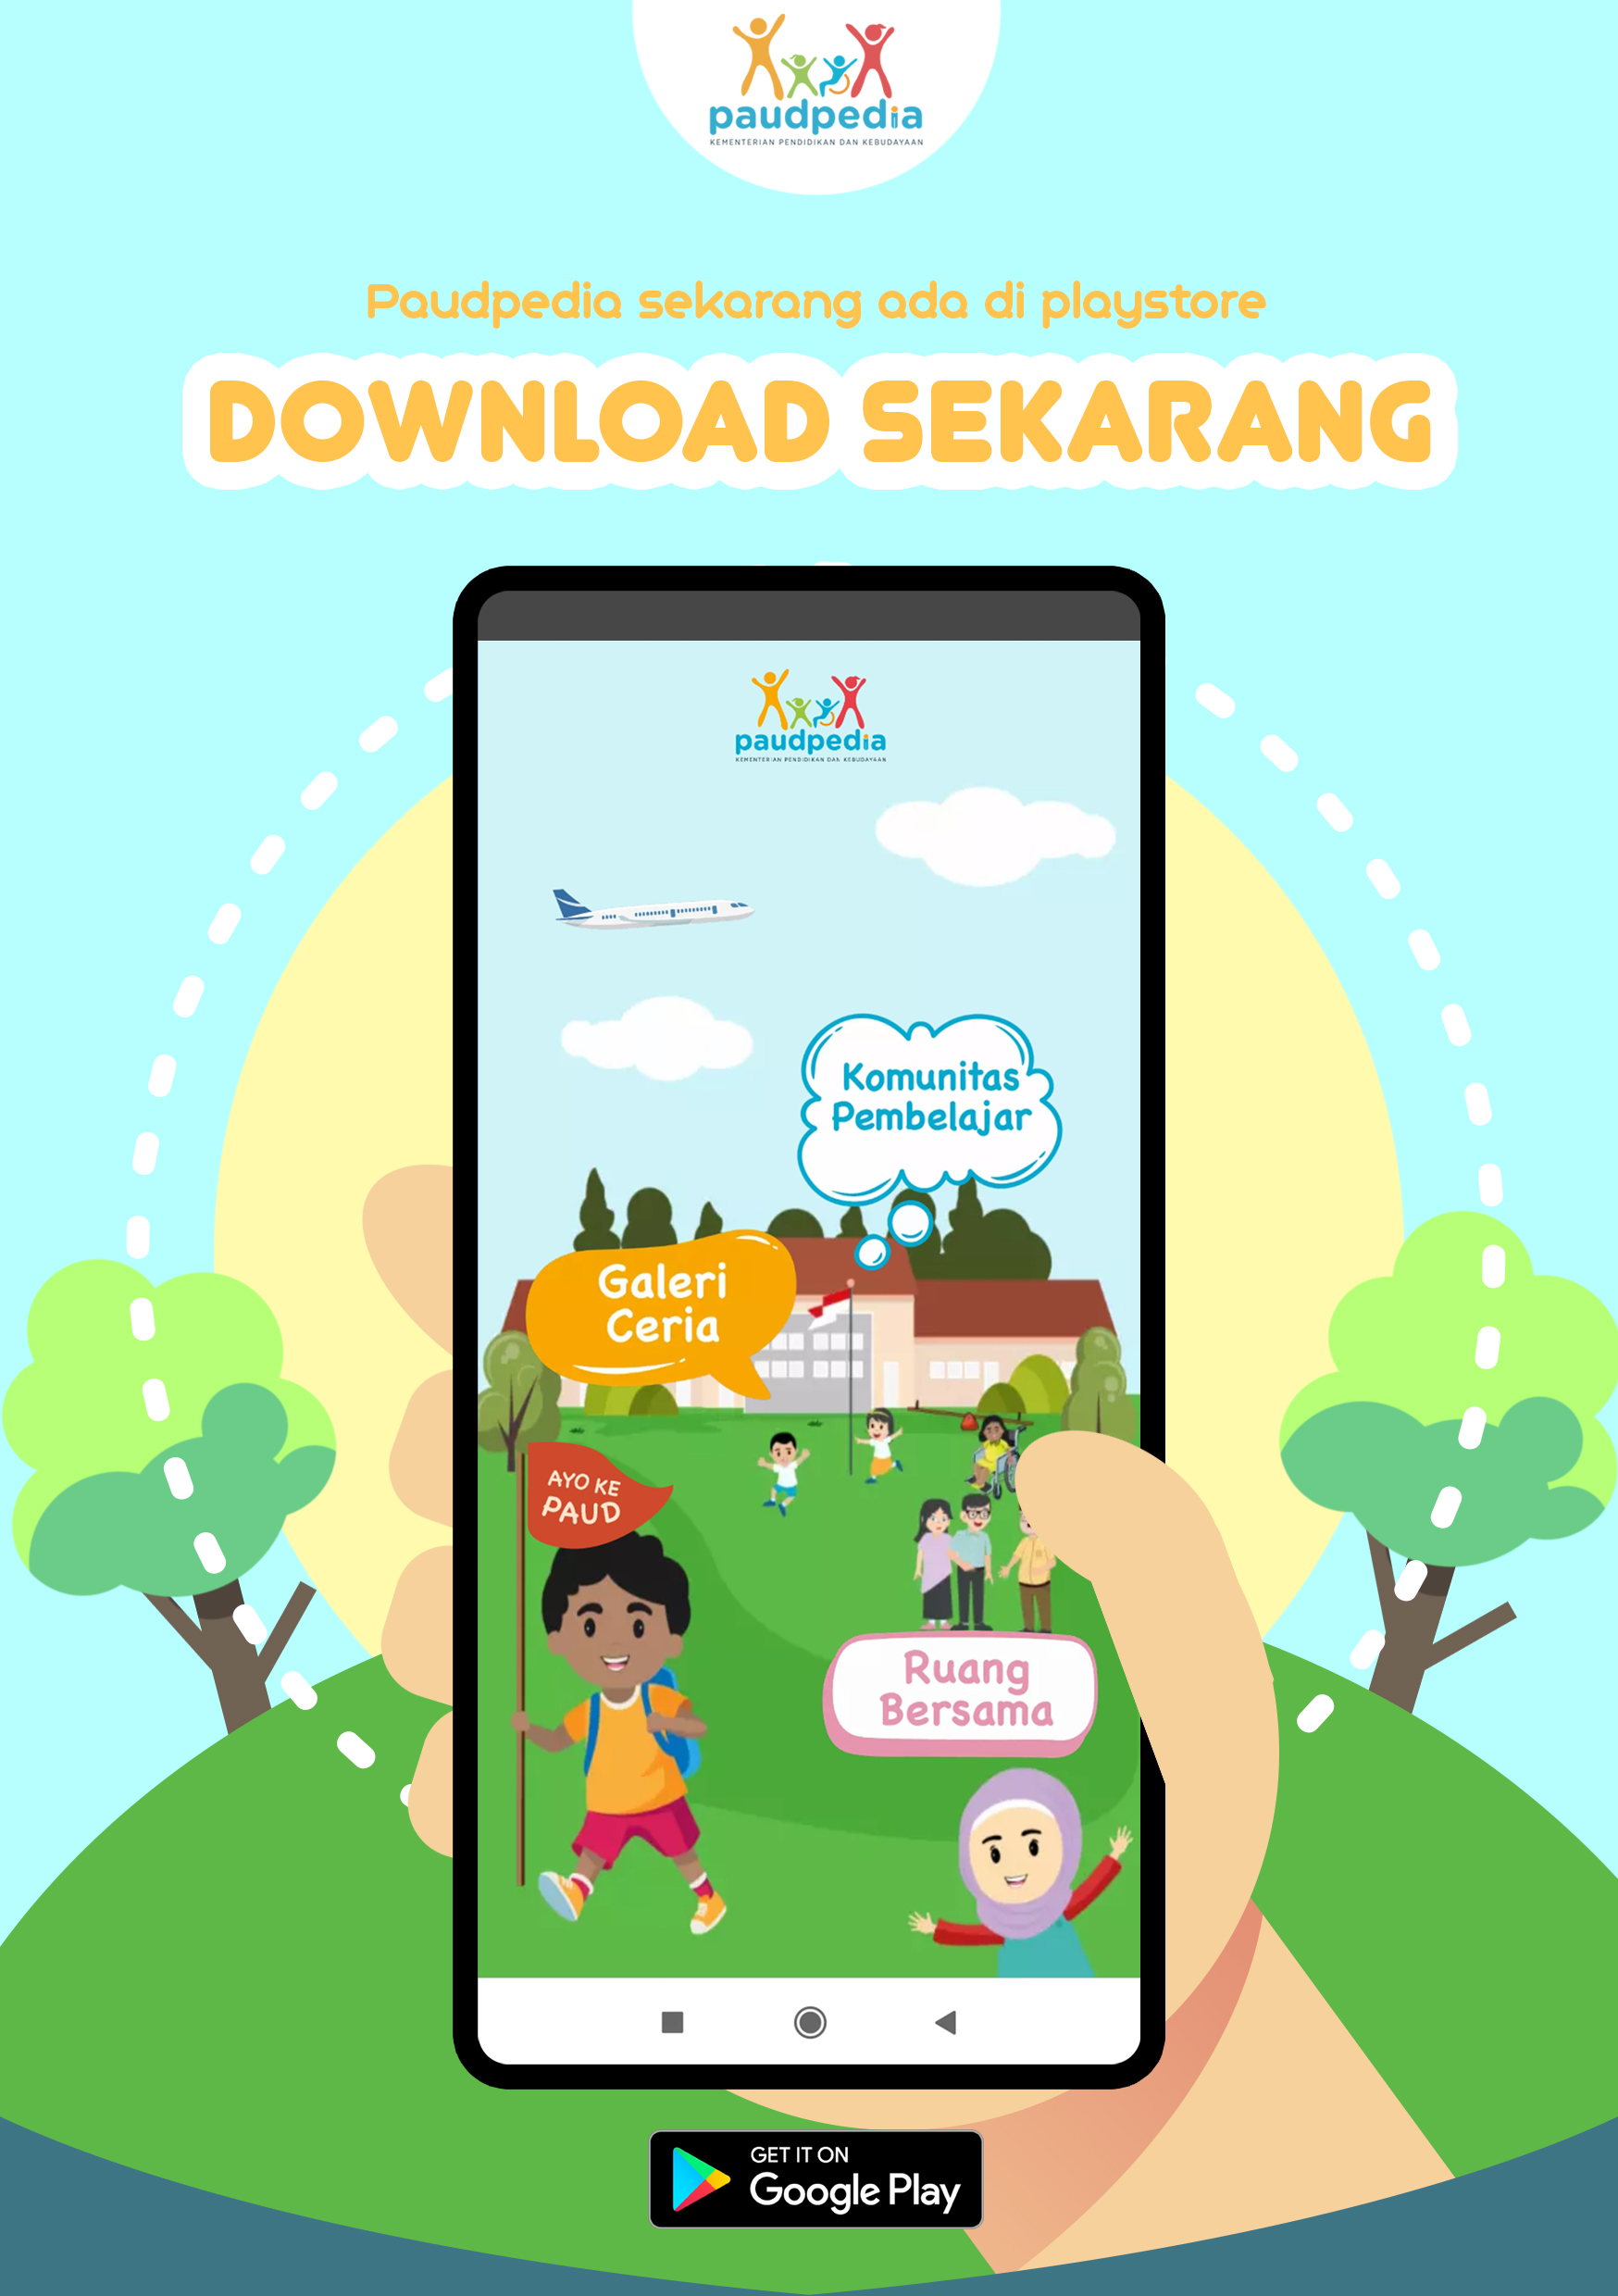 paudpedia
KEMENTERIAN PENDIDIKAN DAN KEBUDAYAAN
Paudpedia sekarang ada di playstore
DOWNLOAD SEKARANG
paudpedia
KEMENTERIAN PENDIDIKAN DAN KEBUDAYAAN
Komunitas
Pembelajar
Galeri
Ceria
AYO KE
PAUD
Ruang
Bersama
GET IT ON
Google Play